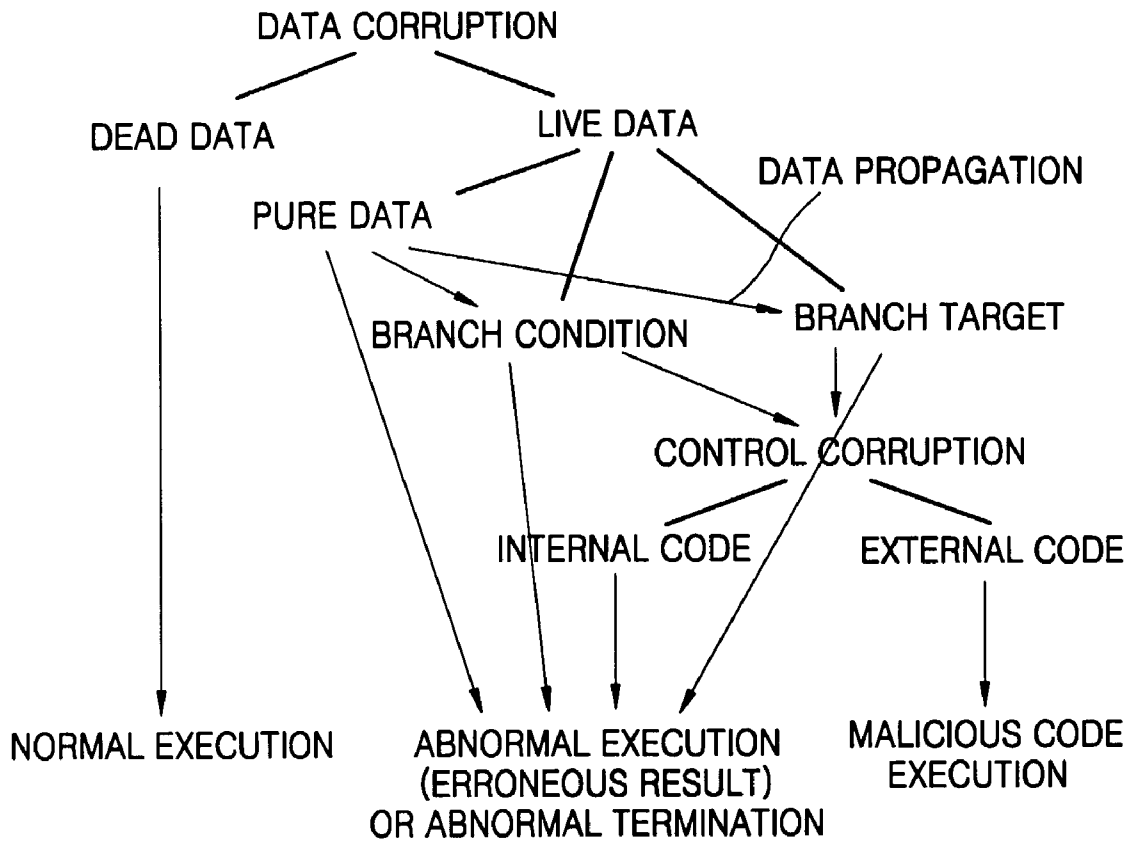 DATA CORRUPTION
DEAD DATA
LIVE DATA
DATA PROPAGATION
PURE DATA
BRANCH CONDITION
BRANCH TARGET
CONTROL CORRUPTION
INTERNAL CODE
EXTERNAL CODE
NORMAL EXECUTION
ABNORMAL EXECUTION
(ERRONEOUS RESULT)
OR ABNORMAL TERMINATION
MALICIOUS CODE
EXECUTION